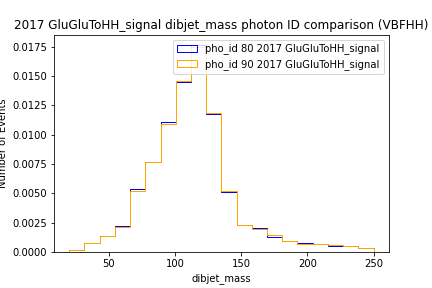 2017 GluGluToHH_signal dibjet_mass photon ID comparison (VBFHH)
pho_id 80 2017 GluGluToHH_signal
pho_id 90 2017 GluGluToHH_signal
0.0175
0.0150
0.0125
0.0100
0.0075
0.0050
0.0025
0.0000
Number of Events
50
100
150
200
250
dibjet_mass